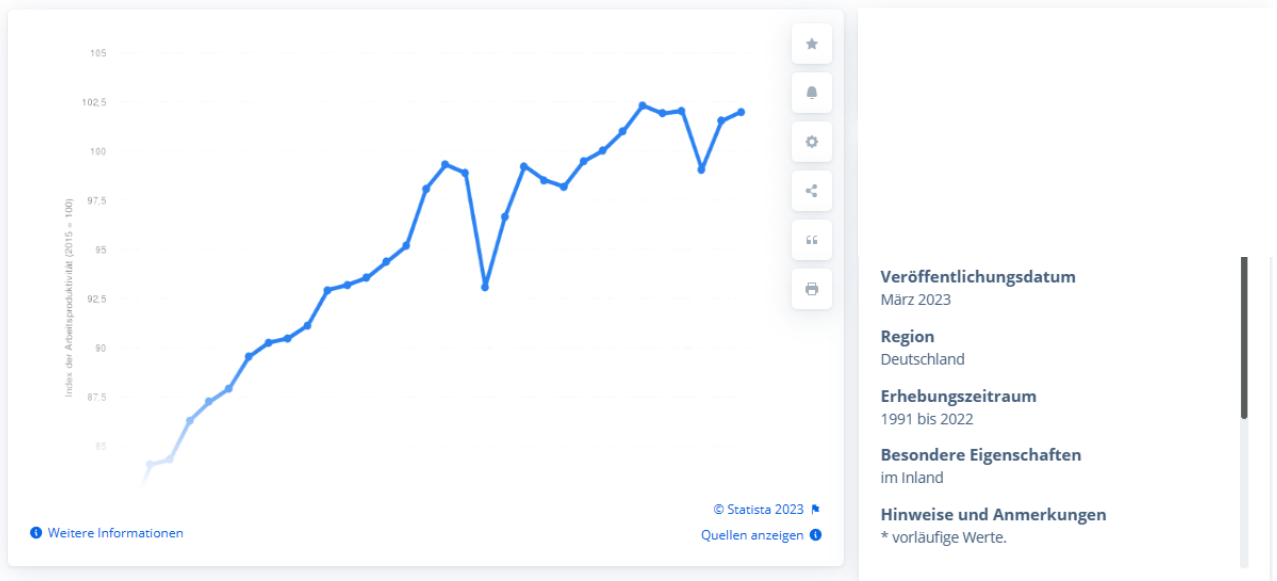 105
102,5
100
97,5
95
92,5
90
87,5
85
Index der Arbeitsproduktivität (2015 = 100)
© Statista 2023
Weitere Informationen
Quellen anzeigen
Veröffentlichungsdatum
März 2023
Region
Deutschland
Erhebungszeitraum
1991 bis 2022
Besondere Eigenschaften
im Inland
Hinweise und Anmerkungen
* vorläufige Werte.